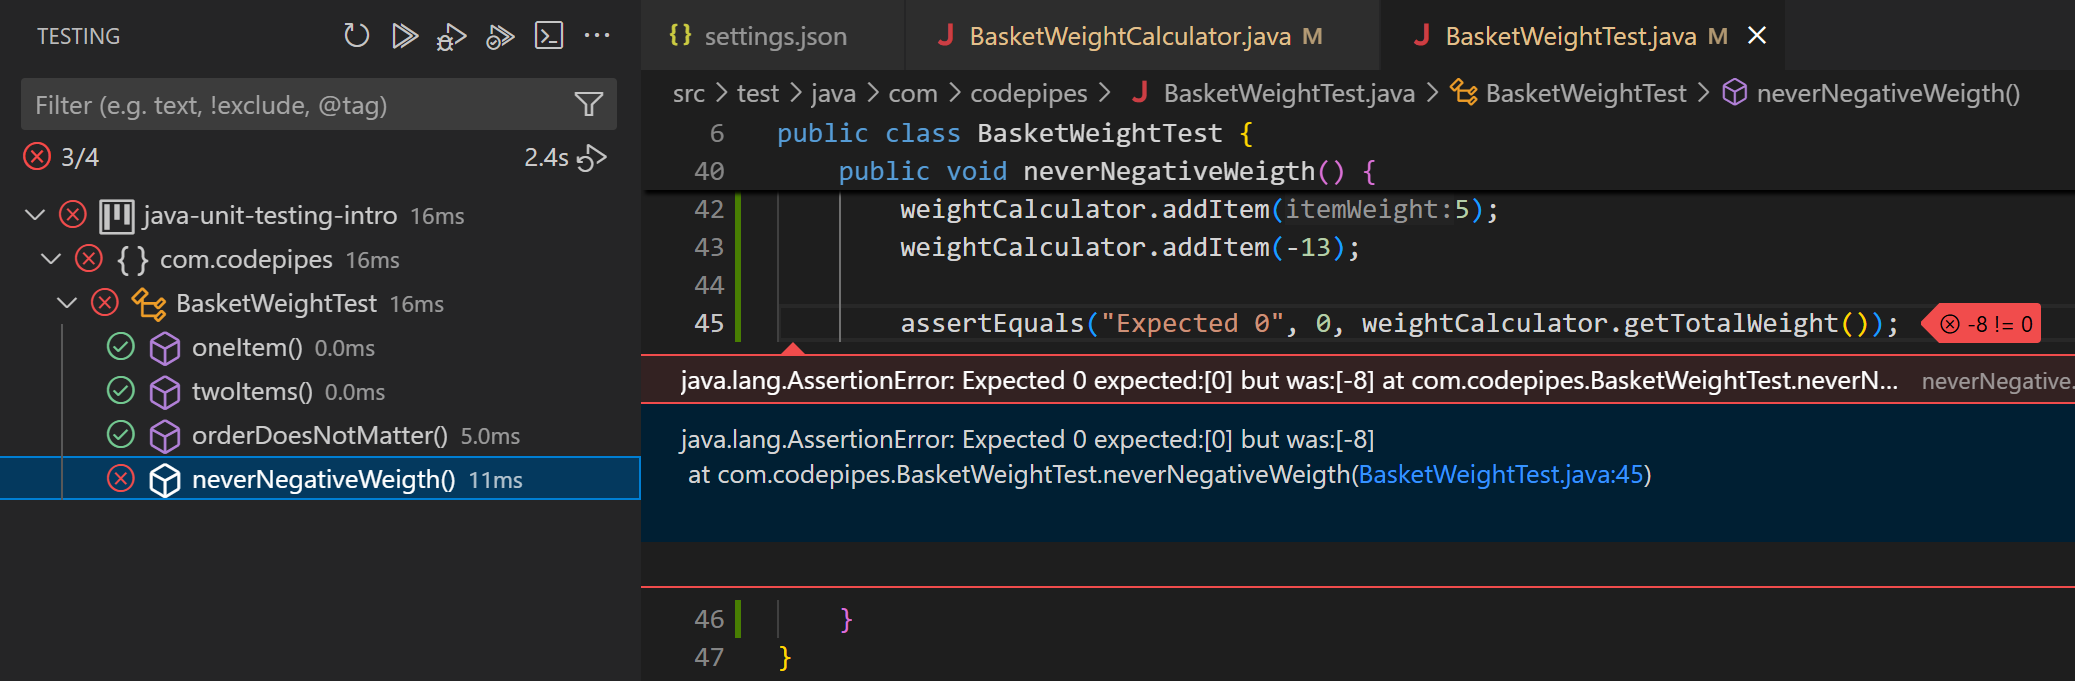 TESTING
Filter (e.g. text, !exclude, @tag)
3/4 2.4s
java-unit-testing-intro 16ms
{ } com.codepipes 16ms
BasketWeightTest 16ms
oneItem() 0.0ms
twoItems() 0.0ms
orderDoesNotMatter() 5.0ms
neverNegativeWeigth() 11ms
{} settings.json
J BasketWeightCalculator.java M
J BasketWeightTest.java M
src > test > java > com > codepipes > J BasketWeightTest.java > BasketWeightTest > neverNegativeWeigth()
6 public class BasketWeightTest {
40 public void neverNegativeWeigth() {
42 weightCalculator.addItem(itemWeight:5);
43 weightCalculator.addItem(-13);
44
45 assertEquals("Expected 0", 0, weightCalculator.getTotalWeight()); -8 != 0
java.lang.AssertionError: Expected 0 expected:[0] but was:[-8] at com.codepipes.BasketWeightTest.neverN... neverNegative.
java.lang.AssertionError: Expected 0 expected:[0] but was:[-8]
at com.codepipes.BasketWeightTest.neverNegativeWeigth(BasketWeightTest.java:45)
46 }
47 }